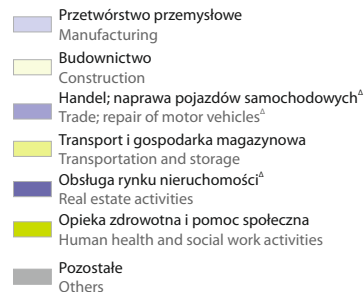 Przetwórstwo przemysłowe
Manufacturing
Budownictwo
Construction
Handel; naprawa pojazdów samochodowych^Δ
Trade; repair of motor vehicles^Δ
Transport i gospodarka magazynowa
Transportation and storage
Obsługa rynku nieruchomości^Δ
Real estate activities
Opieka zdrowotna i pomoc społeczna
Human health and social work activities
Pozostałe
Others